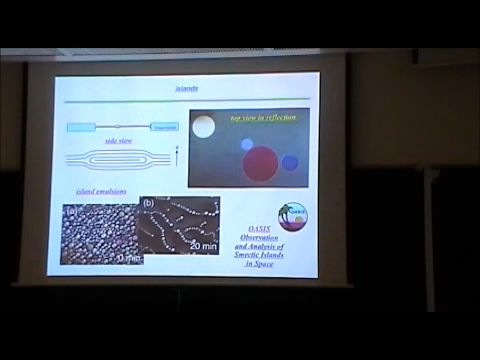 islands
top view in reflection
side view
island emulsions
(a)
(b)
0 min
20 min
OASIS
OASIS
Observation
and Analysis of
Smectic Islands
in Space